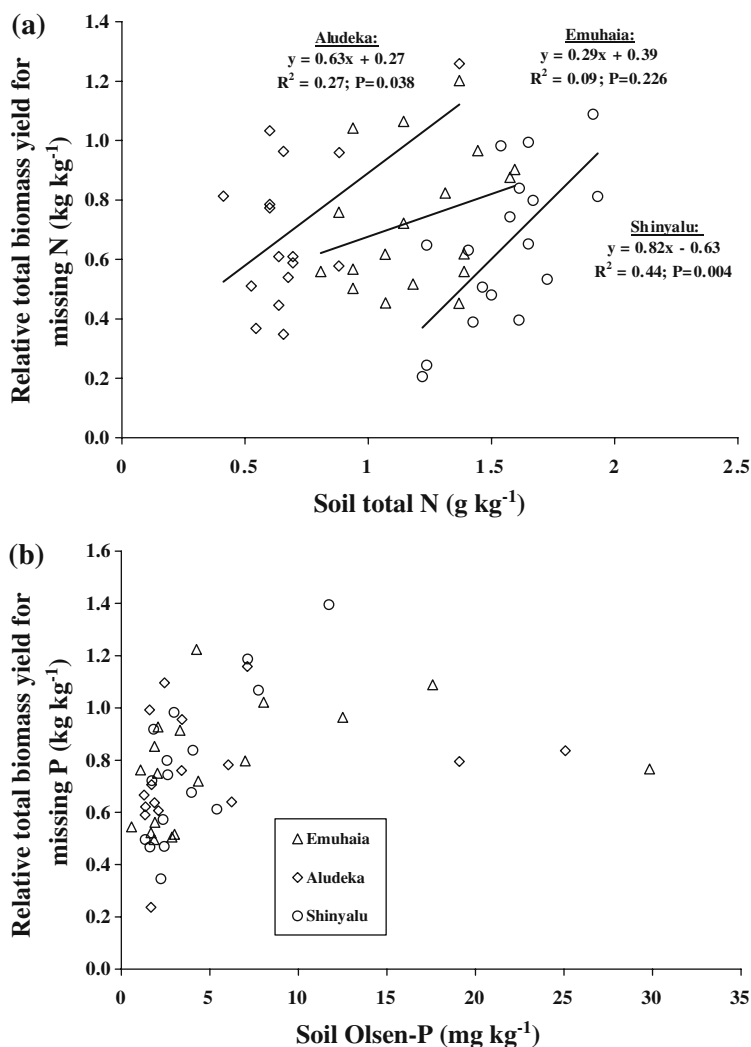 (a)
Relative total biomass yield for
missing N (kg kg⁻¹)
1.4
1.2
1.0
0.8
0.6
0.4
0.2
0.0
Aludeka:
y = 0.63x + 0.27
R² = 0.27; P=0.038
Emuhaia:
y = 0.29x + 0.39
R² = 0.09; P=0.226
Shinyalu:
y = 0.82x - 0.63
R² = 0.44; P=0.004
0 0.5 1 1.5 2 2.5
Soil total N (g kg⁻¹)
(b)
Relative total biomass yield for
missing P (kg kg⁻¹)
1.6
1.4
1.2
1.0
0.8
0.6
0.4
0.2
0.0
Emuhaia
Aludeka
Shinyalu
0 5 10 15 20 25 30 35
Soil Olsen-P (mg kg⁻¹)